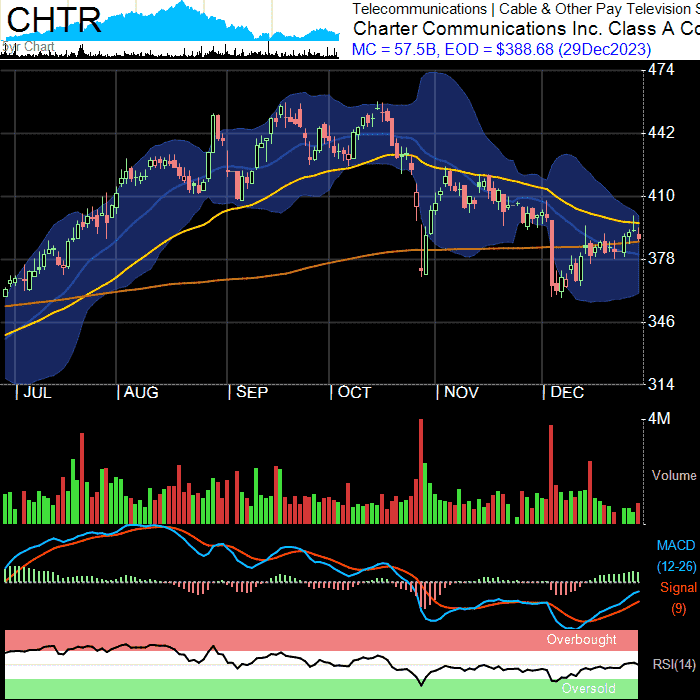 CHTR
5yr Chart
Telecommunications | Cable & Other Pay Television S
Charter Communications Inc. Class A Co
MC = 57.5B, EOD = $388.68 (29Dec2023)
474
442
410
378
346
314
| JUL | AUG | SEP | OCT | NOV | DEC
4M
Volume
MACD
(12-26)
Signal
(9)
Overbought
RSI(14)
Oversold